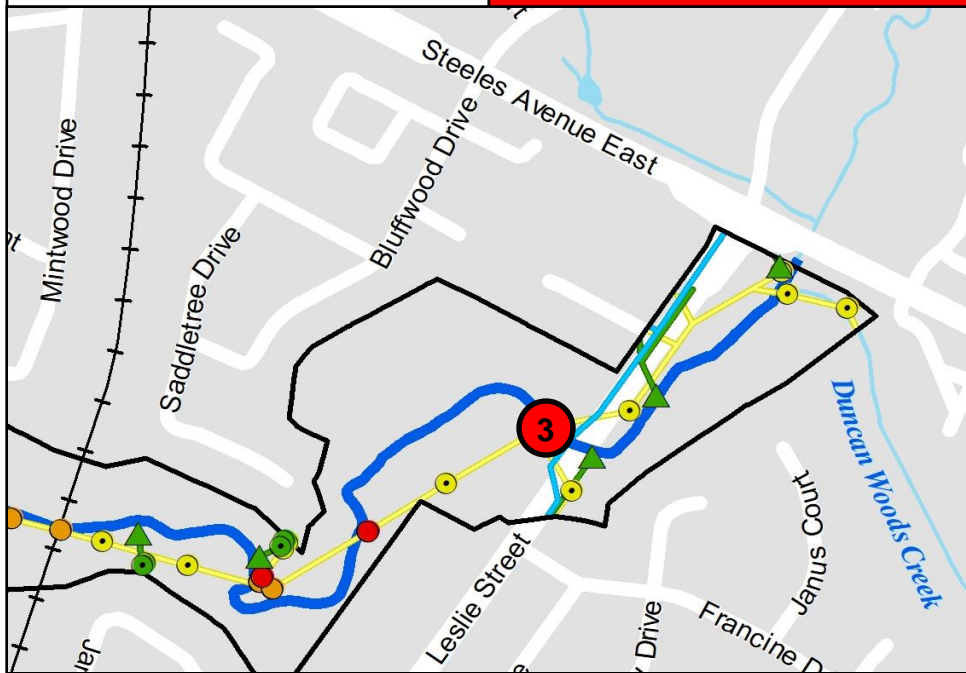 Steeles Avenue East
Mintwood Drive
Bluffwood Drive
Saddletree Drive
3
Duncan Woods Creek
Janus Court
Leslie Street
Drive
Francine D